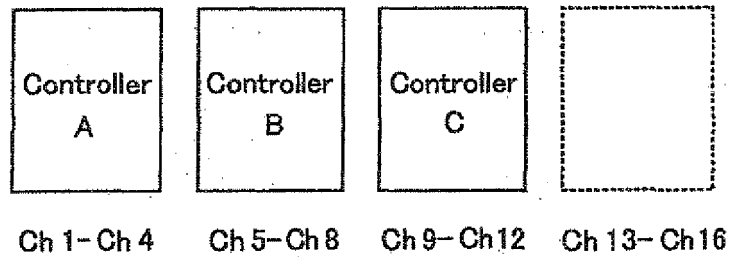 Controller
A
Controller
B
Controller
C
Ch 1-Ch 4
Ch 5-Ch 8
Ch 9-Ch 12
Ch 13-Ch 16